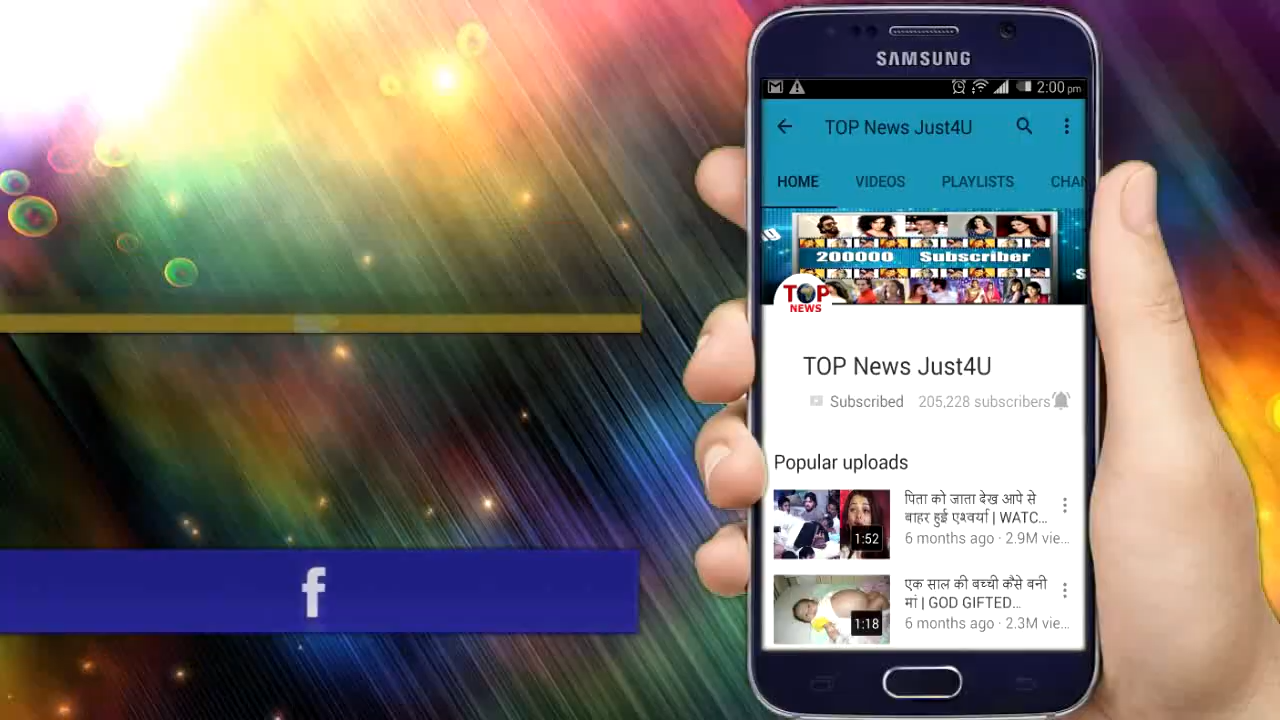 SAMSUNG
2:00 pm
TOP News Just4U
HOME VIDEOS PLAYLISTS CHAN
200000 Subscriber
TOP
NEWS
TOP News Just4U
Subscribed 205,228 subscribers
Popular uploads
पिता को जाता देख आपे से
बाहर हुई एश्वर्या | WATC...
6 months ago · 2.9M vie...
1:52
एक साल की बच्ची कैसे बनी
मां | GOD GIFTED...
6 months ago · 2.3M vie...
1:18
f